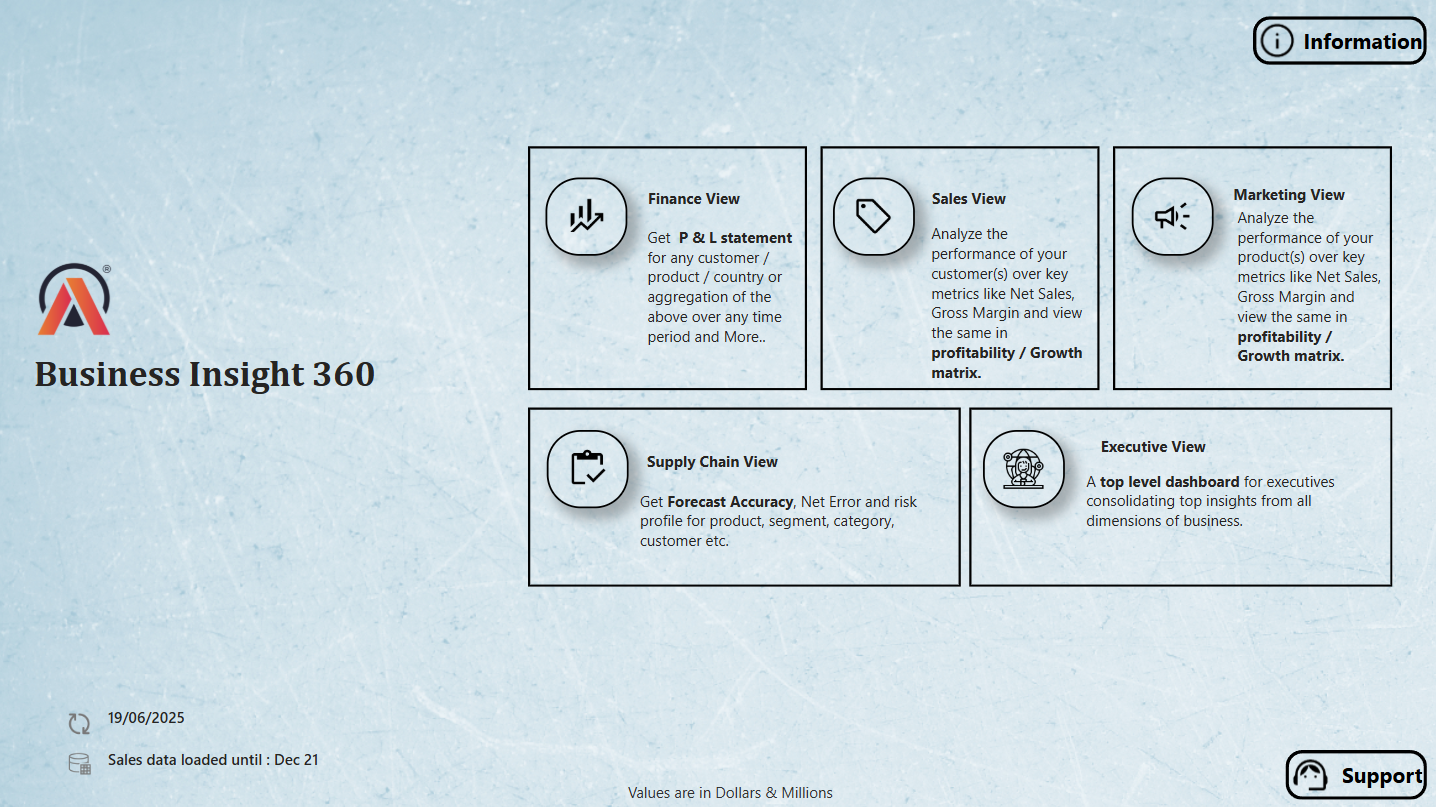 Information
Finance View
Get P & L statement
for any customer /
product / country or
aggregation of the
above over any time
period and More..
Sales View
Analyze the
performance of your
customer(s) over key
metrics like Net Sales,
Gross Margin and view
the same in
profitability / Growth
matrix.
Marketing View
Analyze the
performance of your
product(s) over key
metrics like Net Sales,
Gross Margin and
view the same in
profitability /
Growth matrix.
®
Business Insight 360
Supply Chain View
Get Forecast Accuracy, Net Error and risk
profile for product, segment, category,
customer etc.
Executive View
A top level dashboard for executives
consolidating top insights from all
dimensions of business.
19/06/2025
Sales data loaded until : Dec 21
Values are in Dollars & Millions
Support